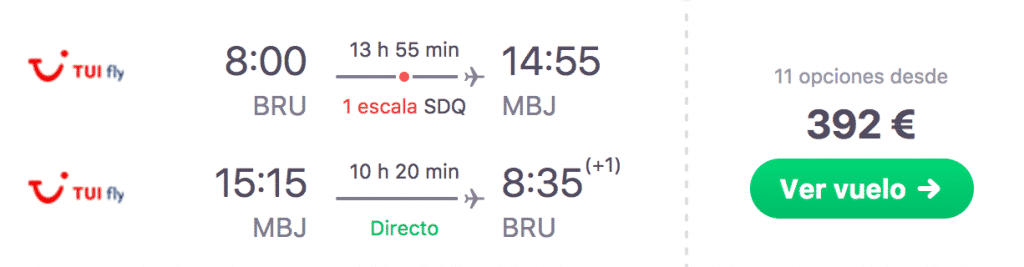 TUI fly
8:00
BRU
13 h 55 min
1 escala SDQ
14:55
MBJ
TUI fly
15:15
MBJ
10 h 20 min
Directo
8:35(+1)
BRU
11 opciones desde
392 €
Ver vuelo →